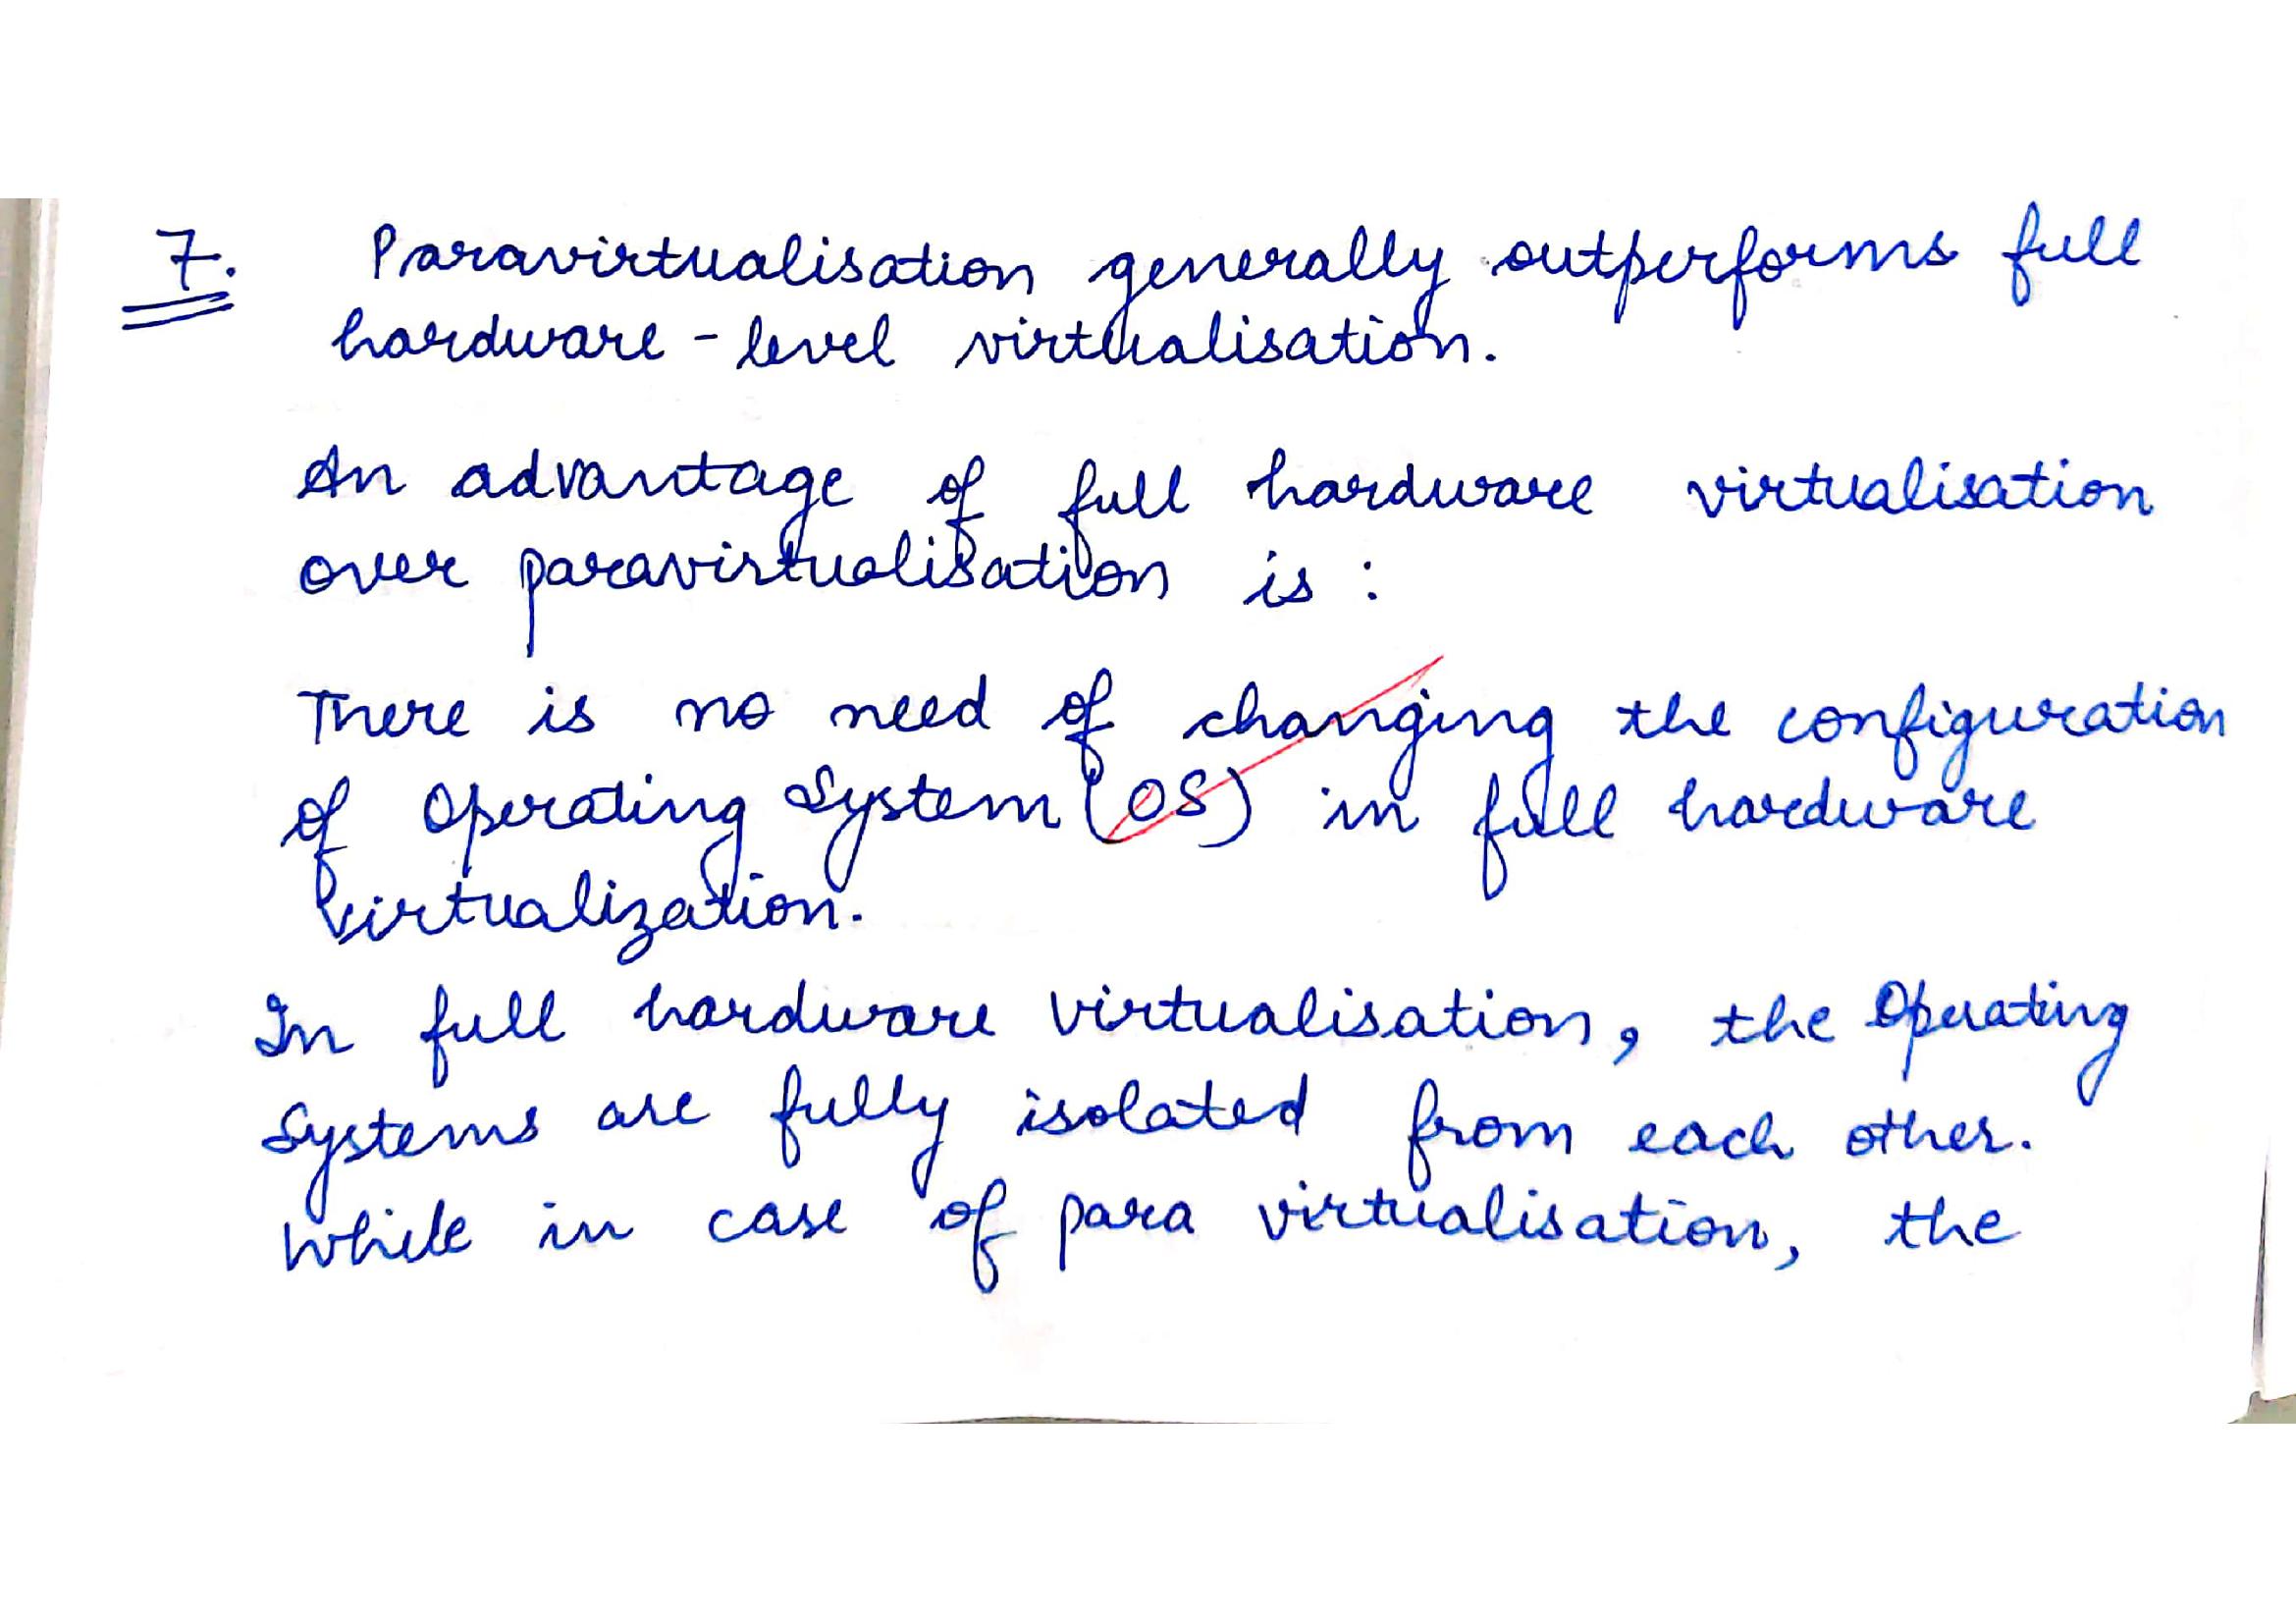 7. Paravirtualisation generally outperforms full
hardware-level virtualisation.
An advantage of full hardware virtualisation
over paravirtualisation is :
There is no need of changing the configuration
of Operating System (OS) in full hardware
virtualization.
In full hardware virtualisation, the Operating
Systems are fully isolated from each other.
While in case of para virtualisation, the